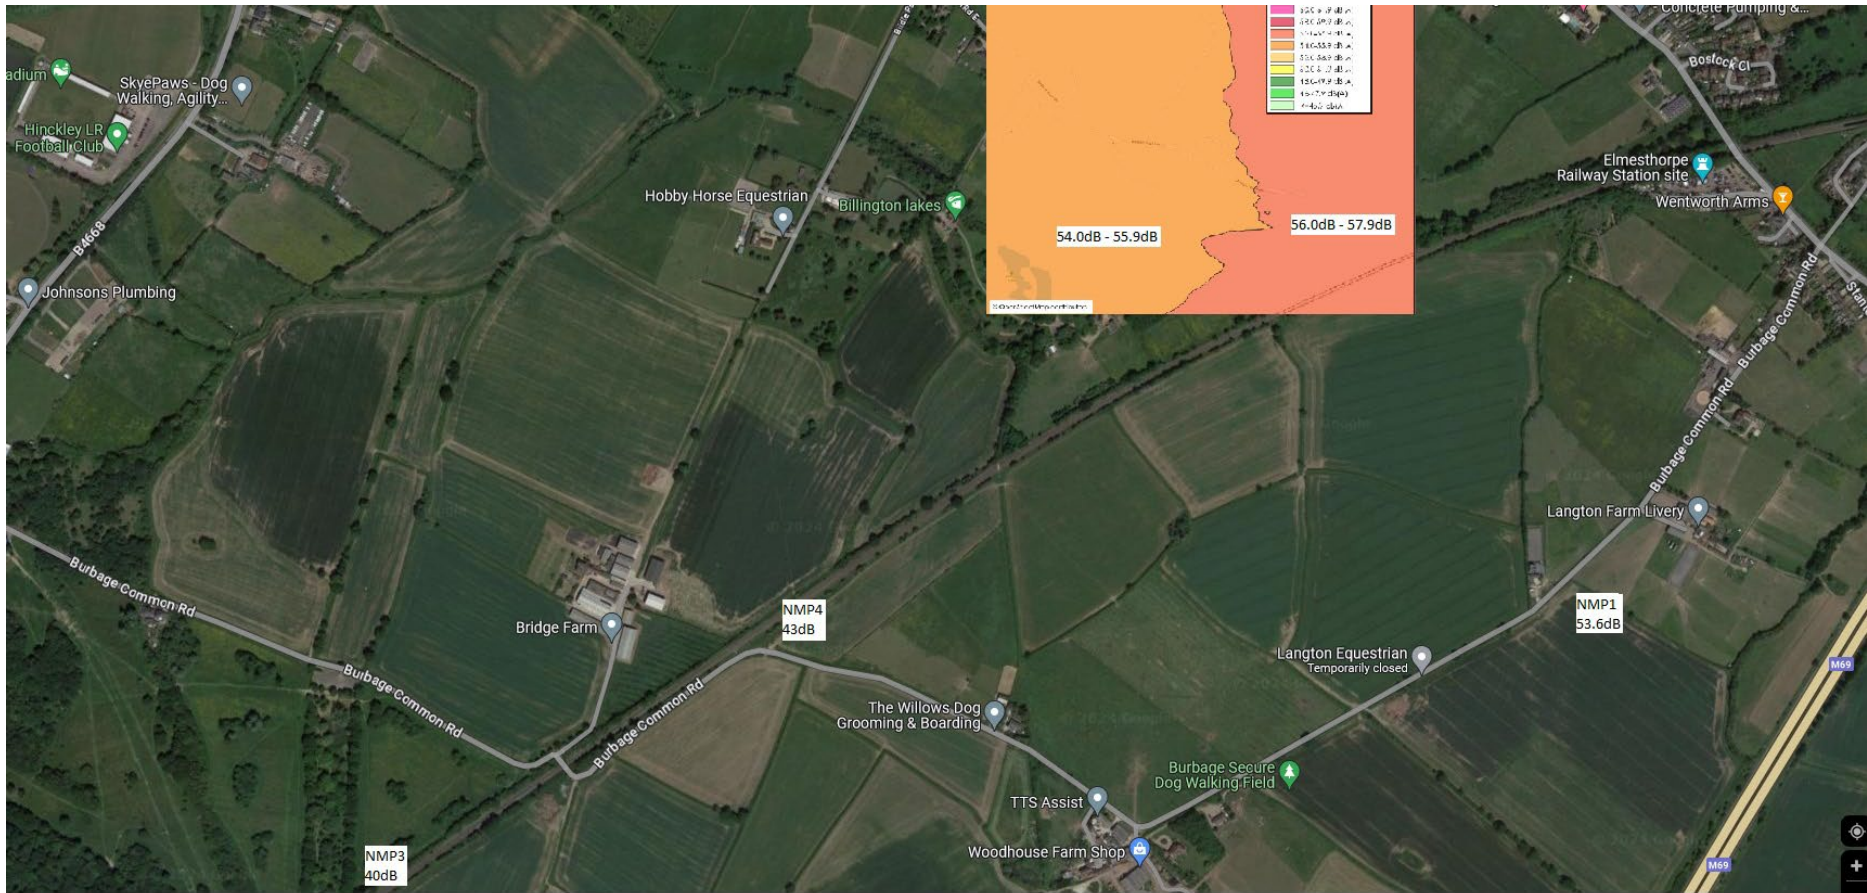 adium
SkyePaws - Dog
Walking, Agility...
Hinckley LR
Football Club
B4668
Johnsons Plumbing
Hobby Horse Equestrian
Billington lakes
54.0dB - 55.9dB
56.0dB - 57.9dB
- Concrete Pumping &...
Bostock Cl
Elmesthorpe
Railway Station site
Wentworth Arms
Burbage Common Rd
Burbage Common Rd
Langton Farm Livery
Burbage Common Rd
Bridge Farm
NMP4
43dB
NMP1
53.6dB
Langton Equestrian
Temporarily closed
M69
Burbage Common Rd
Burbage Common Rd
The Willows Dog
Grooming & Boarding
Burbage Secure
Dog Walking Field
TTS Assist
Woodhouse Farm Shop
NMP3
40dB
M69